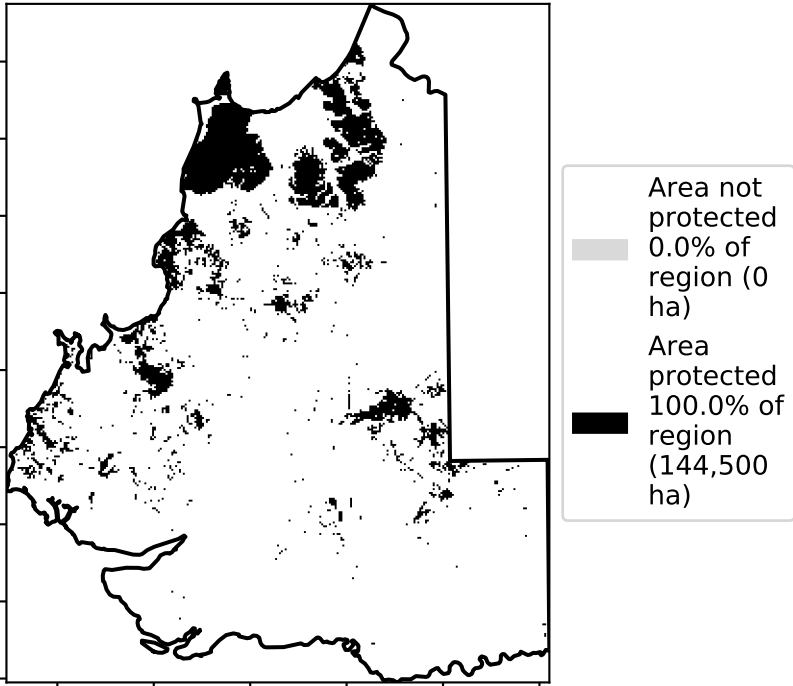 Area not
protected
0.0% of
region (0
ha)
Area
protected
100.0% of
region
(144,500
ha)